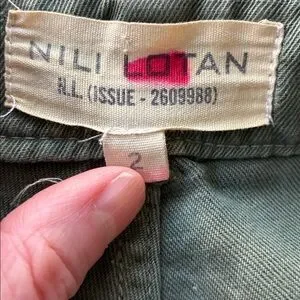 NILI LOTAN
N.L. (ISSUE - 2609988)
2